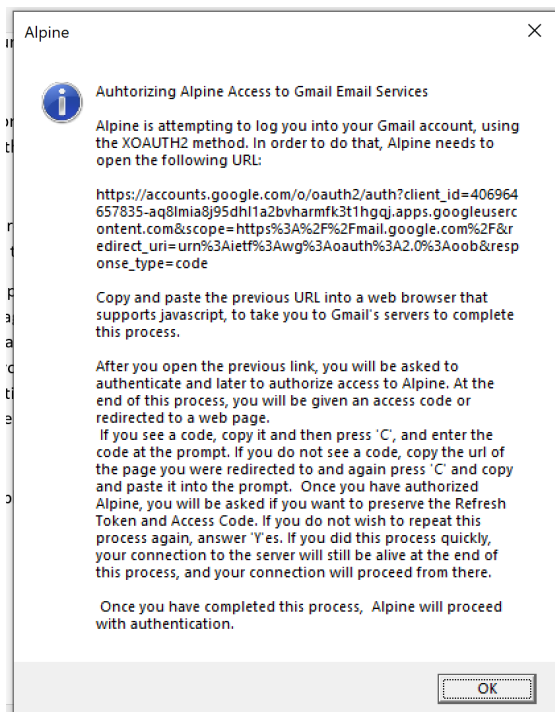 Alpine
Auhtorizing Alpine Access to Gmail Email Services
Alpine is attempting to log you into your Gmail account, using
the XOAUTH2 method. In order to do that, Alpine needs to
open the following URL:
https://accounts.google.com/o/oauth2/auth?client_id=406964
657835-aq8lmia8j95dhl1a2bvharmfk3t1hgqj.apps.googleuserc
ontent.com&scope=https%3A%2F%2Fmail.google.com%2F&r
edirect_uri=urn%3Aietf%3Awg%3Aoauth%3A2.0%3Aoob&resp
onse_type=code
Copy and paste the previous URL into a web browser that
supports javascript, to take you to Gmail's servers to complete
this process.
After you open the previous link, you will be asked to
authenticate and later to authorize access to Alpine. At the
end of this process, you will be given an access code or
redirected to a web page.
If you see a code, copy it and then press 'C', and enter the
code at the prompt. If you do not see a code, copy the url of
the page you were redirected to and again press 'C' and copy
and paste it into the prompt.  Once you have authorized
Alpine, you will be asked if you want to preserve the Refresh
Token and Access Code. If you do not wish to repeat this
process again, answer 'Y'es. If you did this process quickly,
your connection to the server will still be alive at the end of
this process, and your connection will proceed from there.
Once you have completed this process,  Alpine will proceed
with authentication.
OK